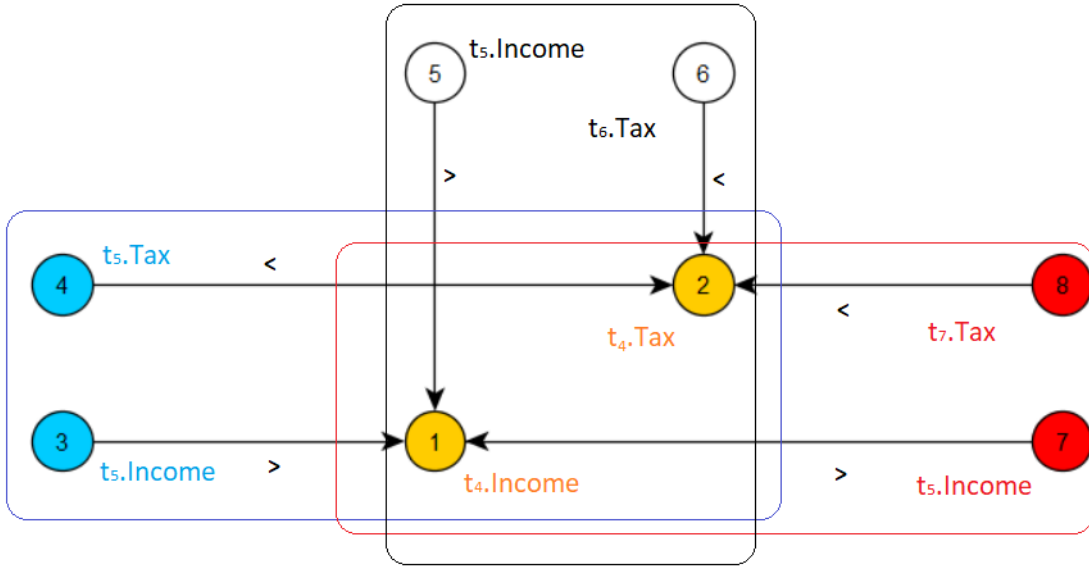 5
t₅.Income
6
t₆.Tax
>
<
4
t₅.Tax
<
2
8
<
t₄.Tax
t₇.Tax
3
1
7
t₅.Income
>
t₄.Income
>
t₅.Income